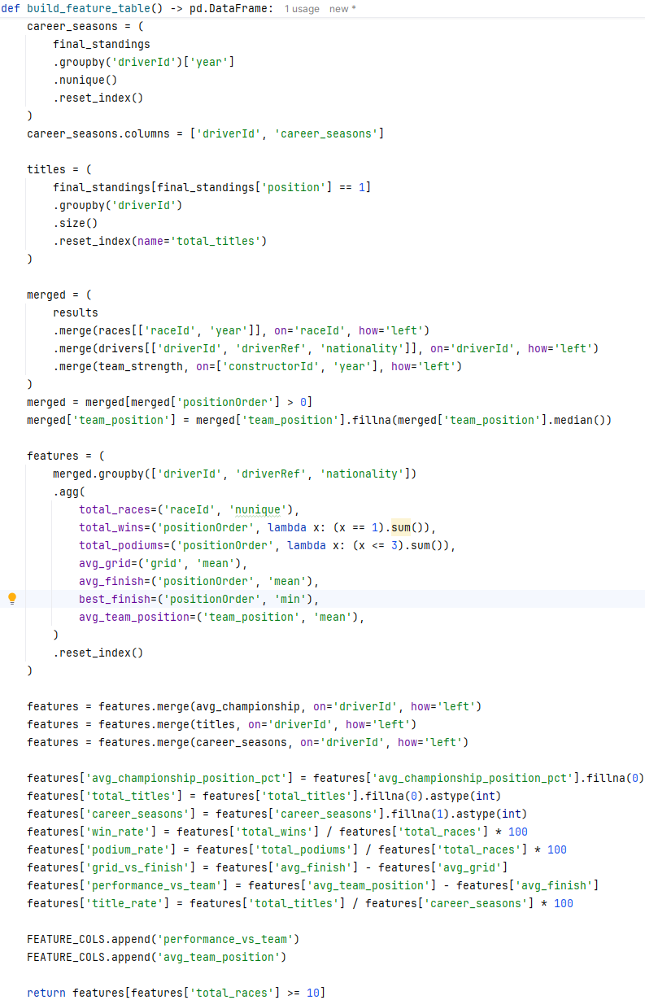 def build_feature_table() -> pd.DataFrame:  1 usage  new *
    career_seasons = (
        final_standings
        .groupby('driverId')['year']
        .nunique()
        .reset_index()
    )
    career_seasons.columns = ['driverId', 'career_seasons']

    titles = (
        final_standings[final_standings['position'] == 1]
        .groupby('driverId')
        .size()
        .reset_index(name='total_titles')
    )

    merged = (
        results
        .merge(races[['raceId', 'year']], on='raceId', how='left')
        .merge(drivers[['driverId', 'driverRef', 'nationality']], on='driverId', how='left')
        .merge(team_strength, on=['constructorId', 'year'], how='left')
    )
    merged = merged[merged['positionOrder'] > 0]
    merged['team_position'] = merged['team_position'].fillna(merged['team_position'].median())

    features = (
        merged.groupby(['driverId', 'driverRef', 'nationality'])
        .agg(
            total_races=('raceId', 'nunique'),
            total_wins=('positionOrder', lambda x: (x == 1).sum()),
            total_podiums=('positionOrder', lambda x: (x <= 3).sum()),
            avg_grid=('grid', 'mean'),
            avg_finish=('positionOrder', 'mean'),
            best_finish=('positionOrder', 'min'),
            avg_team_position=('team_position', 'mean'),
        )
        .reset_index()
    )

    features = features.merge(avg_championship, on='driverId', how='left')
    features = features.merge(titles, on='driverId', how='left')
    features = features.merge(career_seasons, on='driverId', how='left')

    features['avg_championship_position_pct'] = features['avg_championship_position_pct'].fillna(0)
    features['total_titles'] = features['total_titles'].fillna(0).astype(int)
    features['career_seasons'] = features['career_seasons'].fillna(1).astype(int)
    features['win_rate'] = features['total_wins'] / features['total_races'] * 100
    features['podium_rate'] = features['total_podiums'] / features['total_races'] * 100
    features['grid_vs_finish'] = features['avg_finish'] - features['avg_grid']
    features['performance_vs_team'] = features['avg_team_position'] - features['avg_finish']
    features['title_rate'] = features['total_titles'] / features['career_seasons'] * 100

    FEATURE_COLS.append('performance_vs_team')
    FEATURE_COLS.append('avg_team_position')

    return features[features['total_races'] >= 10]